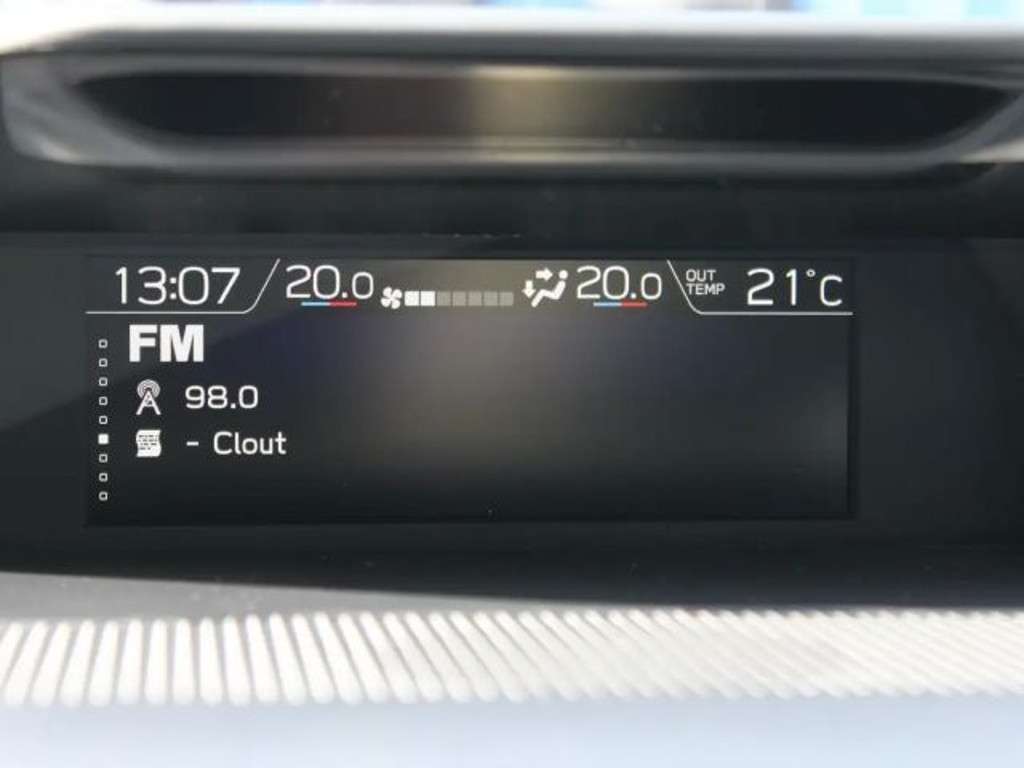 13:07 20.0 20.0 OUT TEMP 21°C
FM
98.0
- Clout